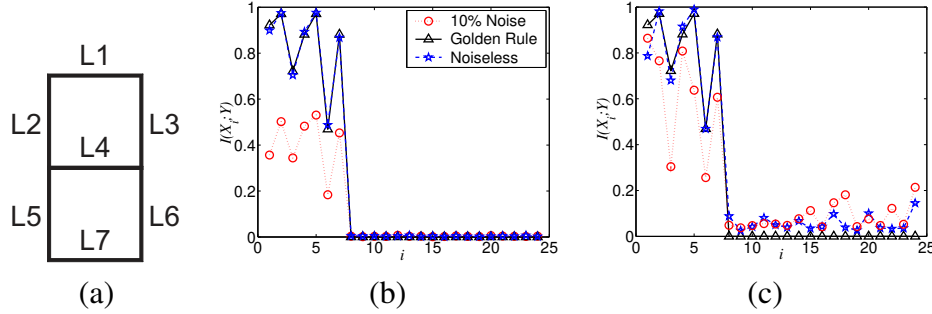 L1
L2
L3
L4
L5
L6
L7
(a)
I(X_i;Y)
1
0.8
0.6
0.4
0.2
0
0 5 10 15 20 25
i
10% Noise
Golden Rule
Noiseless
(b)
I(X_i;Y)
1
0.8
0.6
0.4
0.2
0
0 5 10 15 20 25
i
(c)